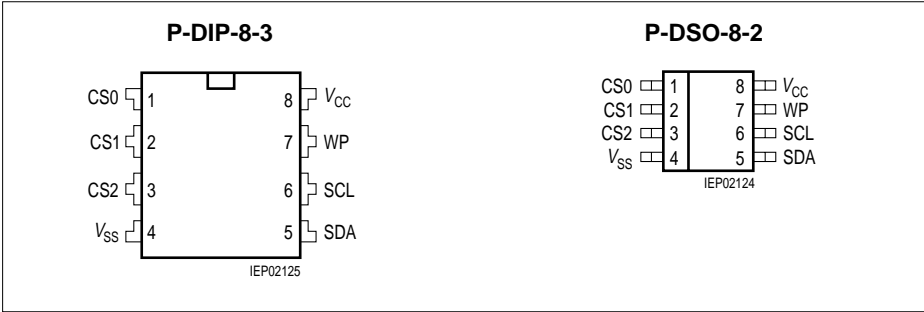 P-DIP-8-3
CS0 1 8 VCC
CS1 2 7 WP
CS2 3 6 SCL
VSS 4 5 SDA
IEP02125
P-DSO-8-2
CS0 1 8 VCC
CS1 2 7 WP
CS2 3 6 SCL
VSS 4 5 SDA
IEP02124